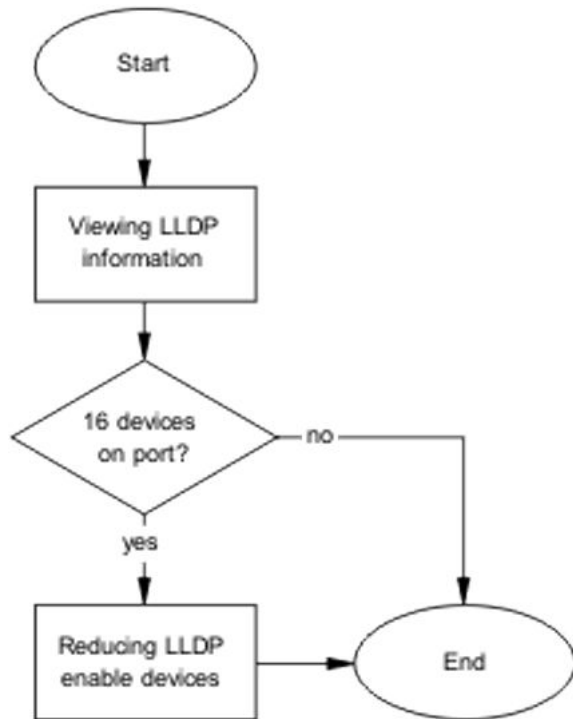 Start
Viewing LLDP
information
16 devices
on port?
no
yes
Reducing LLDP
enable devices
End